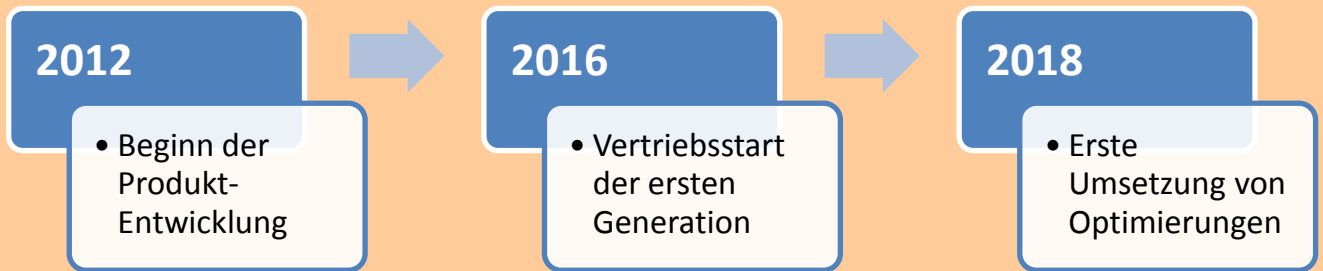 2012
• Beginn der
Produkt-
Entwicklung
2016
• Vertriebsstart
der ersten
Generation
2018
• Erste
Umsetzung von
Optimierungen